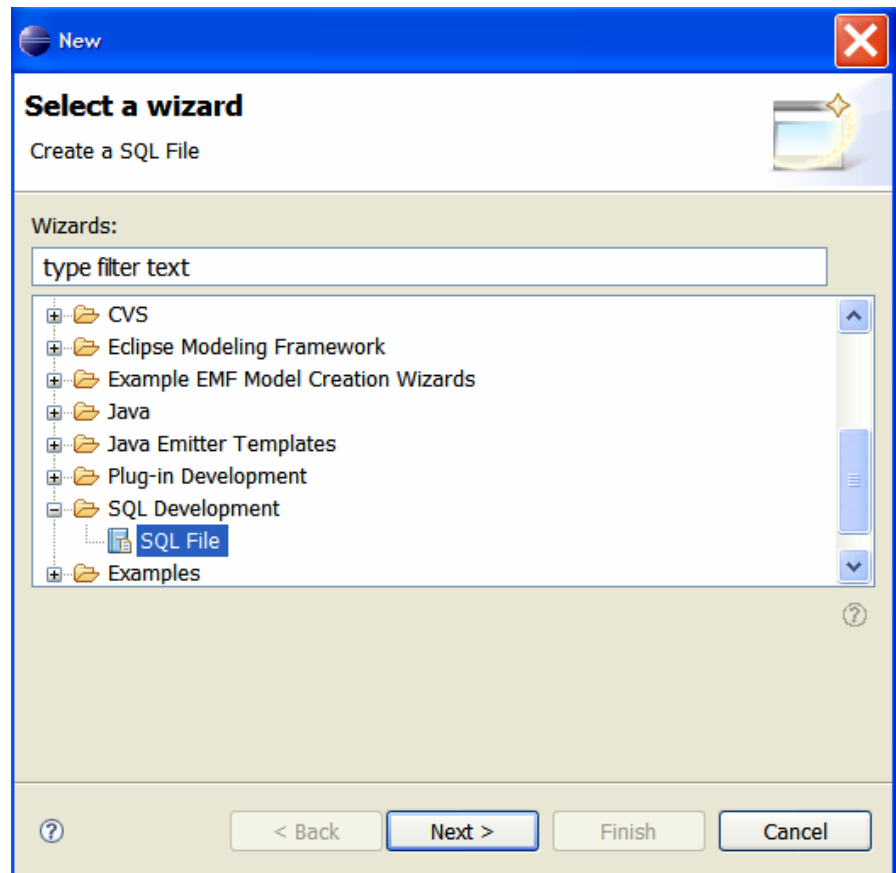 New
Select a wizard
Create a SQL File
Wizards:
type filter text
CVS
Eclipse Modeling Framework
Example EMF Model Creation Wizards
Java
Java Emitter Templates
Plug-in Development
SQL Development
SQL File
Examples
?
? < Back Next > Finish Cancel